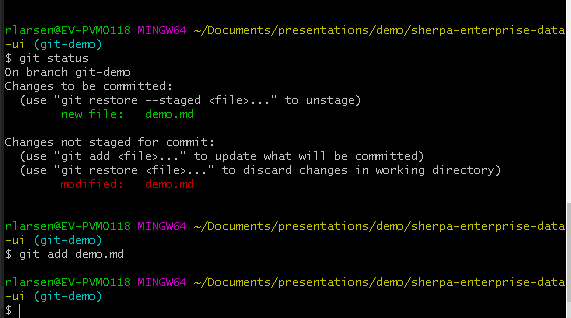 rlarsen@EV-PVM0118 MINGW64 ~/Documents/presentations/demo/sherpa-enterprise-data
-ui (git-demo)
$ git status
On branch git-demo
Changes to be committed:
  (use "git restore --staged <file>..." to unstage)
        new file:   demo.md

Changes not staged for commit:
  (use "git add <file>..." to update what will be committed)
  (use "git restore <file>..." to discard changes in working directory)
        modified:   demo.md


rlarsen@EV-PVM0118 MINGW64 ~/Documents/presentations/demo/sherpa-enterprise-data
-ui (git-demo)
$ git add demo.md

rlarsen@EV-PVM0118 MINGW64 ~/Documents/presentations/demo/sherpa-enterprise-data
-ui (git-demo)
$